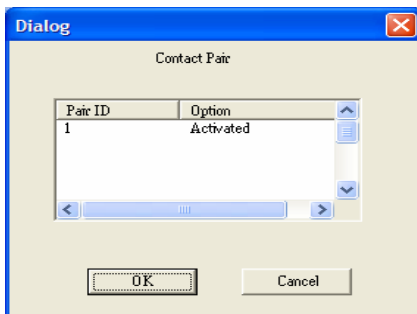 Dialog
Contact Pair
Pair ID Option
1 Activated
OK Cancel